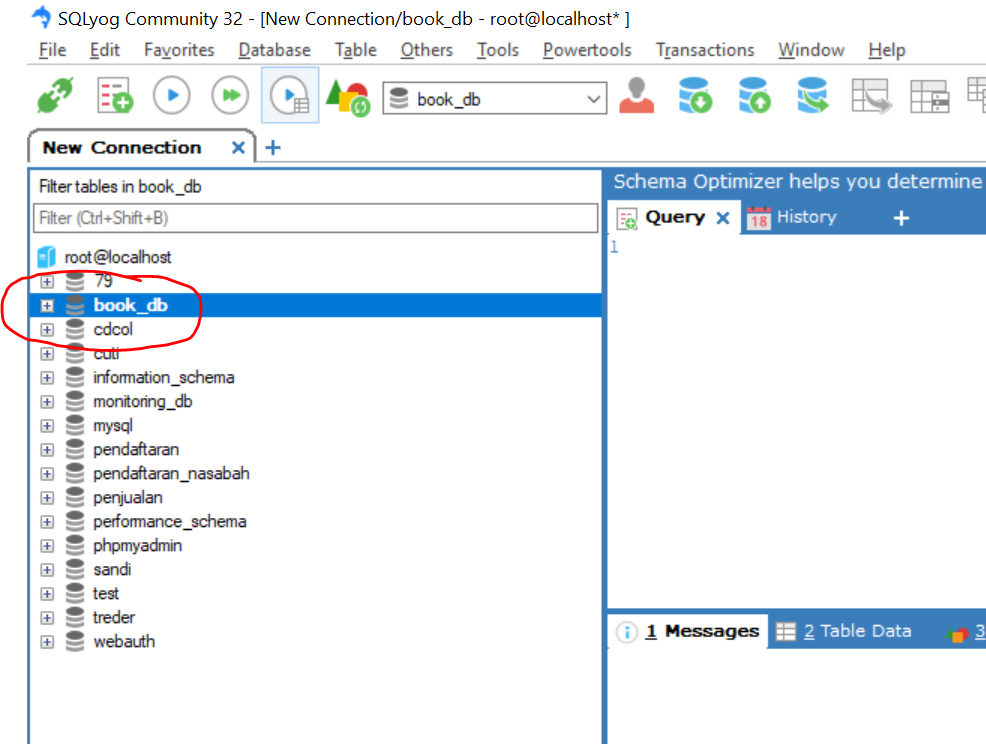 SQLyog Community 32 - [New Connection/book_db - root@localhost* ]
File Edit Favorites Database Table Others Tools Powertools Transactions Window Help
book_db
New Connection
Filter tables in book_db
Filter (Ctrl+Shift+B)
root@localhost
79
book_db
cdcol
cuti
information_schema
monitoring_db
mysql
pendaftaran
pendaftaran_nasabah
penjualan
performance_schema
phpmyadmin
sandi
test
treder
webauth
Schema Optimizer helps you determine
Query 18 History
1
1 Messages 2 Table Data 3